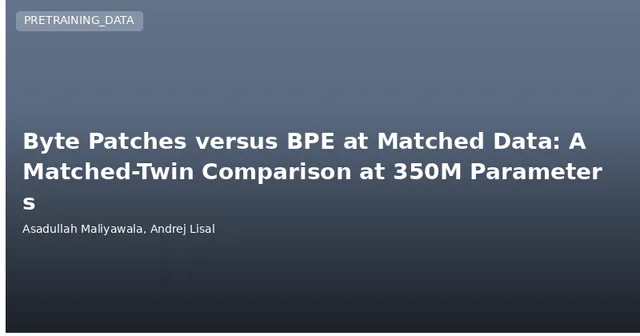 PRETRAINING_DATA
Byte Patches versus BPE at Matched Data: A
Matched-Twin Comparison at 350M Parameter
s
Asadullah Maliyawala, Andrej Lisal